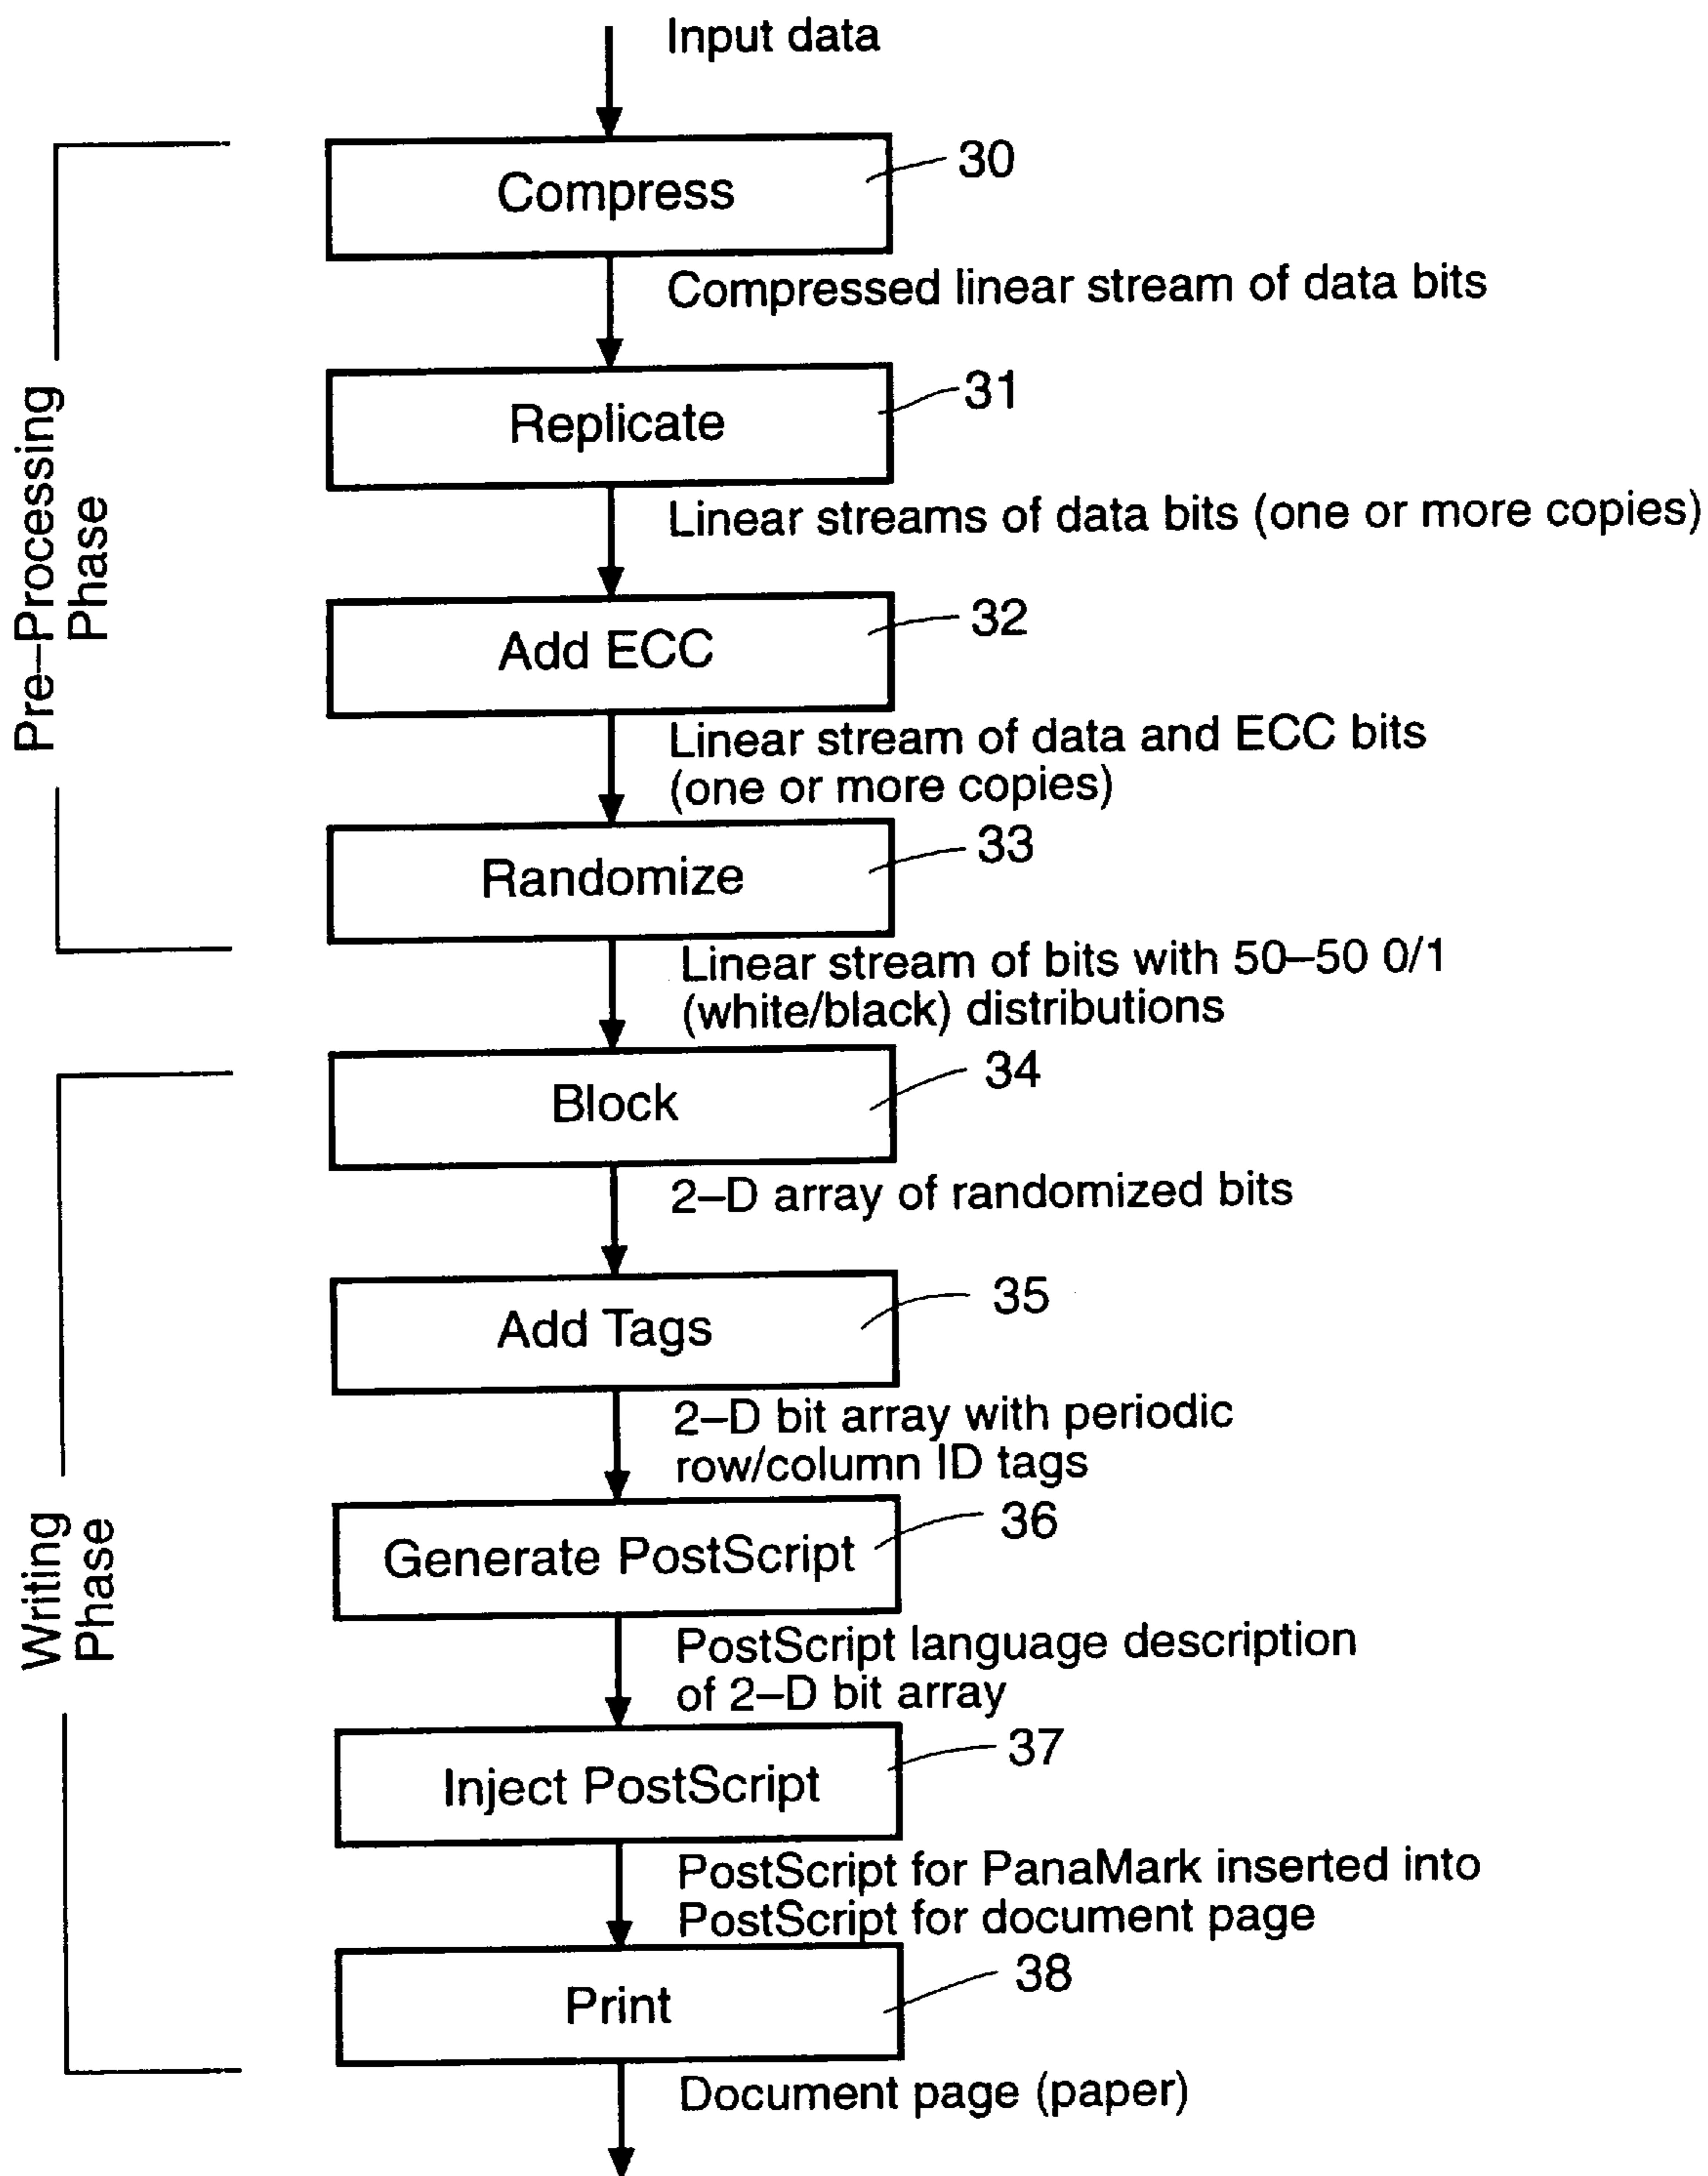 Input data
Compress
30
Compressed linear stream of data bits
Replicate
31
Linear streams of data bits (one or more copies)
Add ECC
32
Linear stream of data and ECC bits
(one or more copies)
Randomize
33
Linear stream of bits with 50–50 0/1
(white/black) distributions
Pre–Processing
Phase
Block
34
2–D array of randomized bits
Add Tags
35
2–D bit array with periodic
row/column ID tags
Generate PostScript
36
PostScript language description
of 2–D bit array
Inject PostScript
37
PostScript for PanaMark inserted into
PostScript for document page
Print
38
Document page (paper)
Writing
Phase